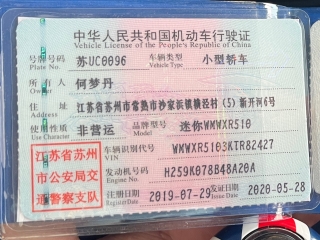 中华人民共和国机动车行驶证
Vehicle License of the People's Republic of China
号牌号码 苏UC0096 车辆类型 小型轿车
Plate No. Vehicle Type
所有人 何梦丹
Owner
住址 江苏省苏州市常熟市沙家浜镇横泾村(5)新开河6号
Address
使用性质 非营运 品牌型号 迷你WMWXR510
Use Character Model
江苏省苏州市公安局交通警察支队
车辆识别代号 WMWXR5103KTR82427
VIN
发动机号码 H259K078B48A20A
Engine No.
注册日期 2019-07-29 发证日期 2020-05-28
Register Date Issue Date